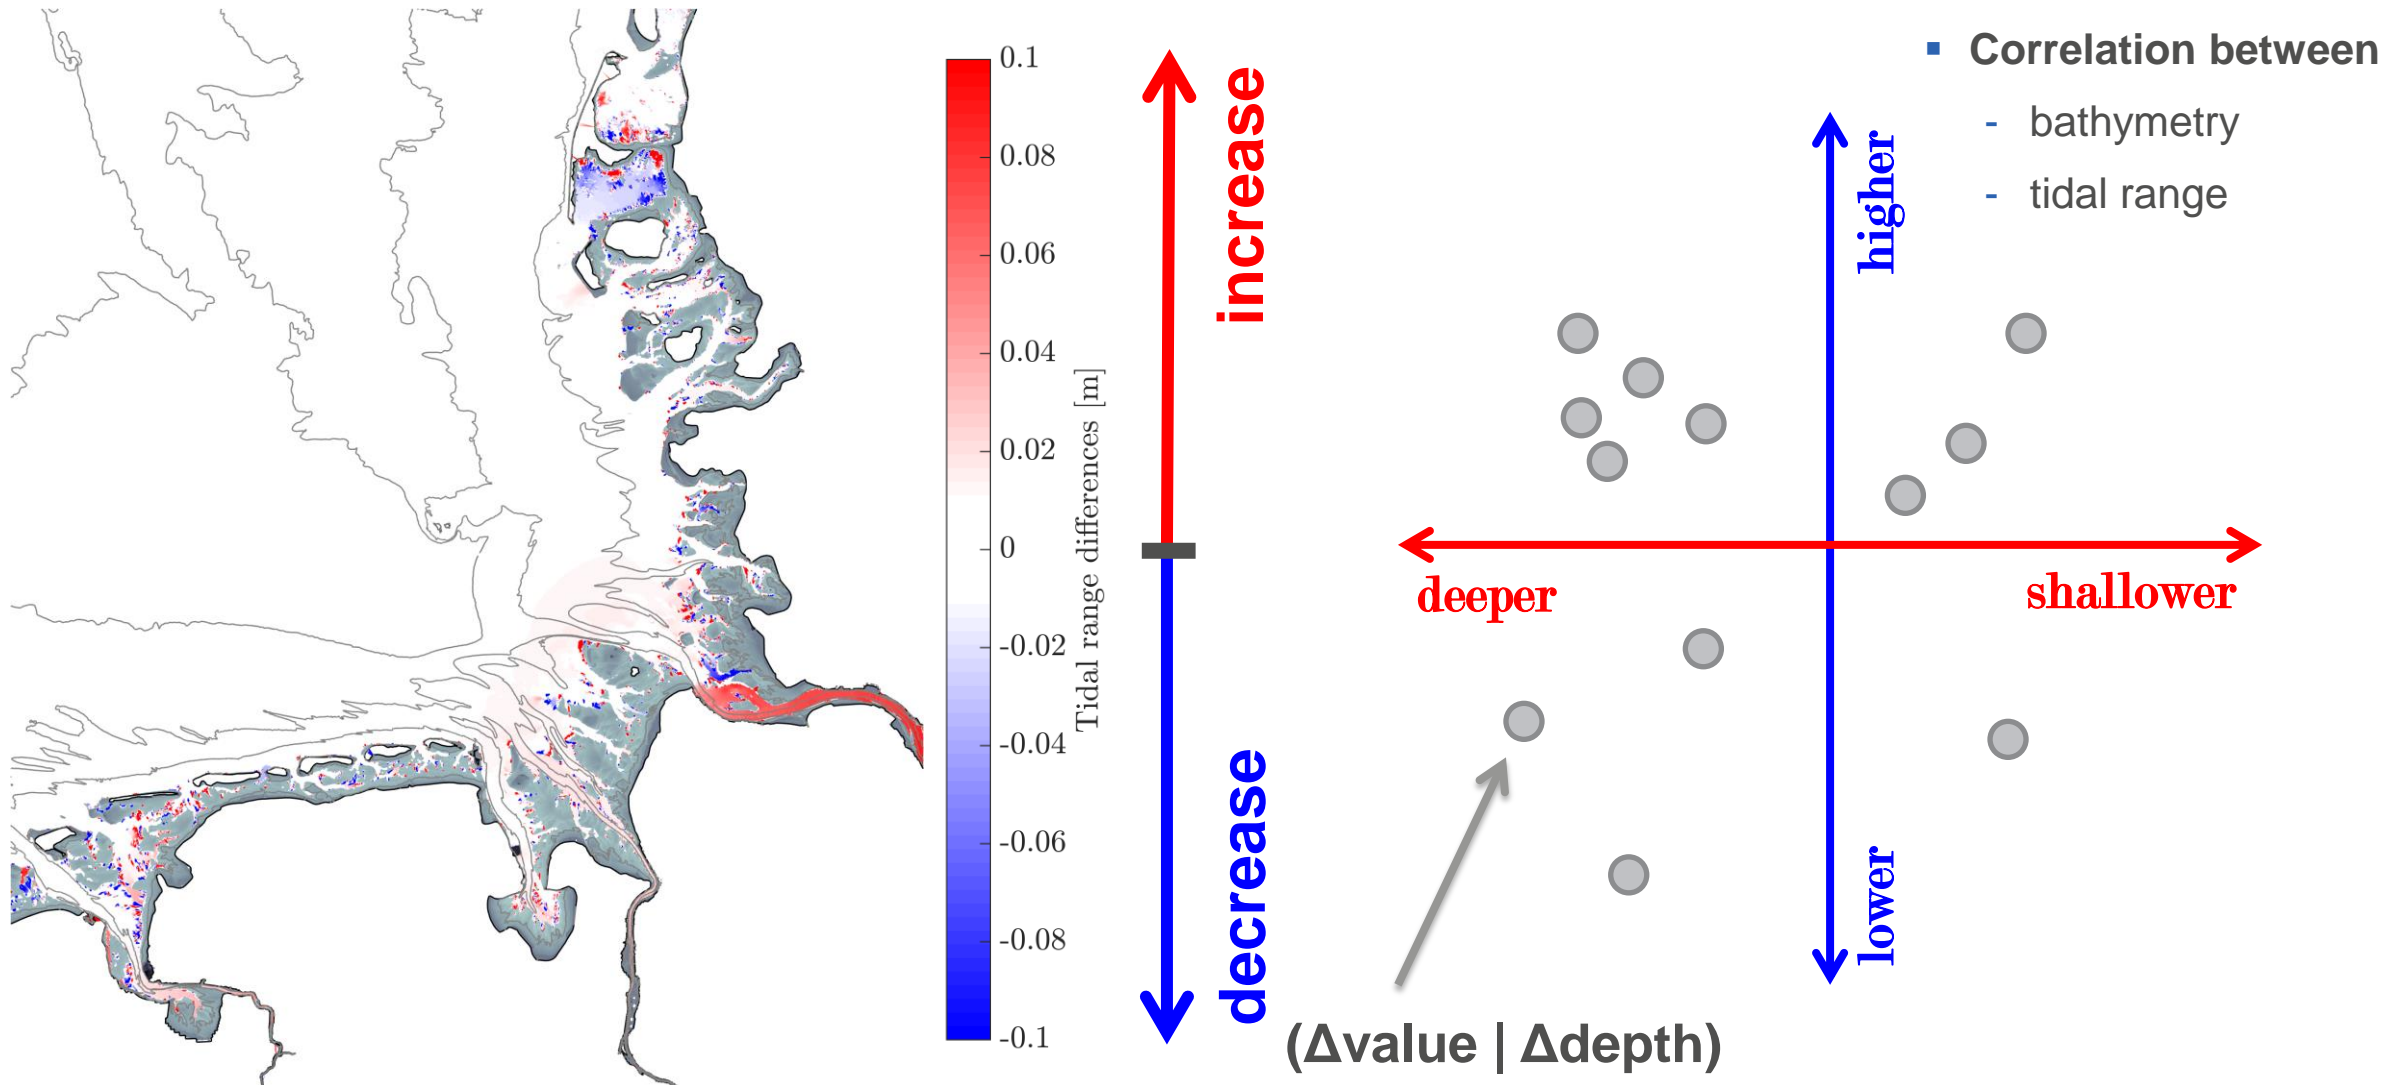 0.1
0.08
0.06
0.04
0.02
0
-0.02
-0.04
-0.06
-0.08
-0.1
Tidal range differences [m]
increase
decrease
▪ Correlation between
- bathymetry
- tidal range
higher
lower
deeper
shallower
(Δvalue | Δdepth)